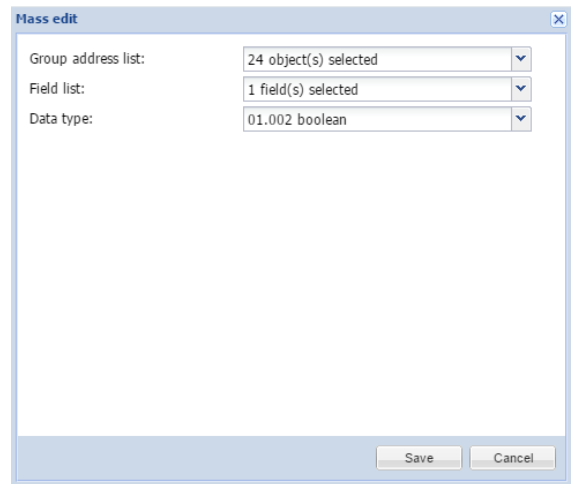 Mass edit
Group address list: 24 object(s) selected
Field list: 1 field(s) selected
Data type: 01.002 boolean
Save Cancel